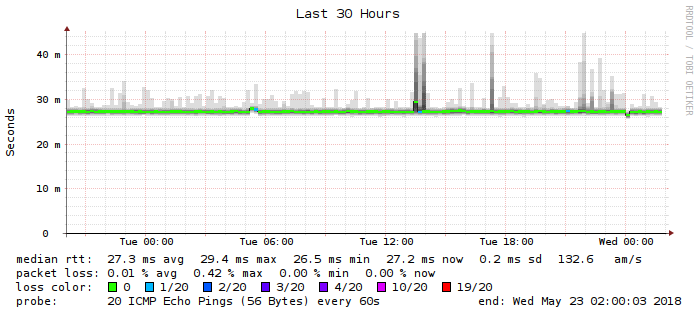 Last 30 Hours
RRDTOOL / TOBI OETIKER
Seconds
40 m
30 m
20 m
10 m
0
Tue 00:00 Tue 06:00 Tue 12:00 Tue 18:00 Wed 00:00
median rtt: 27.3 ms avg 29.4 ms max 26.5 ms min 27.2 ms now 0.2 ms sd 132.6 am/s
packet loss: 0.01 % avg 0.42 % max 0.00 % min 0.00 % now
loss color: 0 1/20 2/20 3/20 4/20 10/20 19/20
probe: 20 ICMP Echo Pings (56 Bytes) every 60s end: Wed May 23 02:00:03 2018